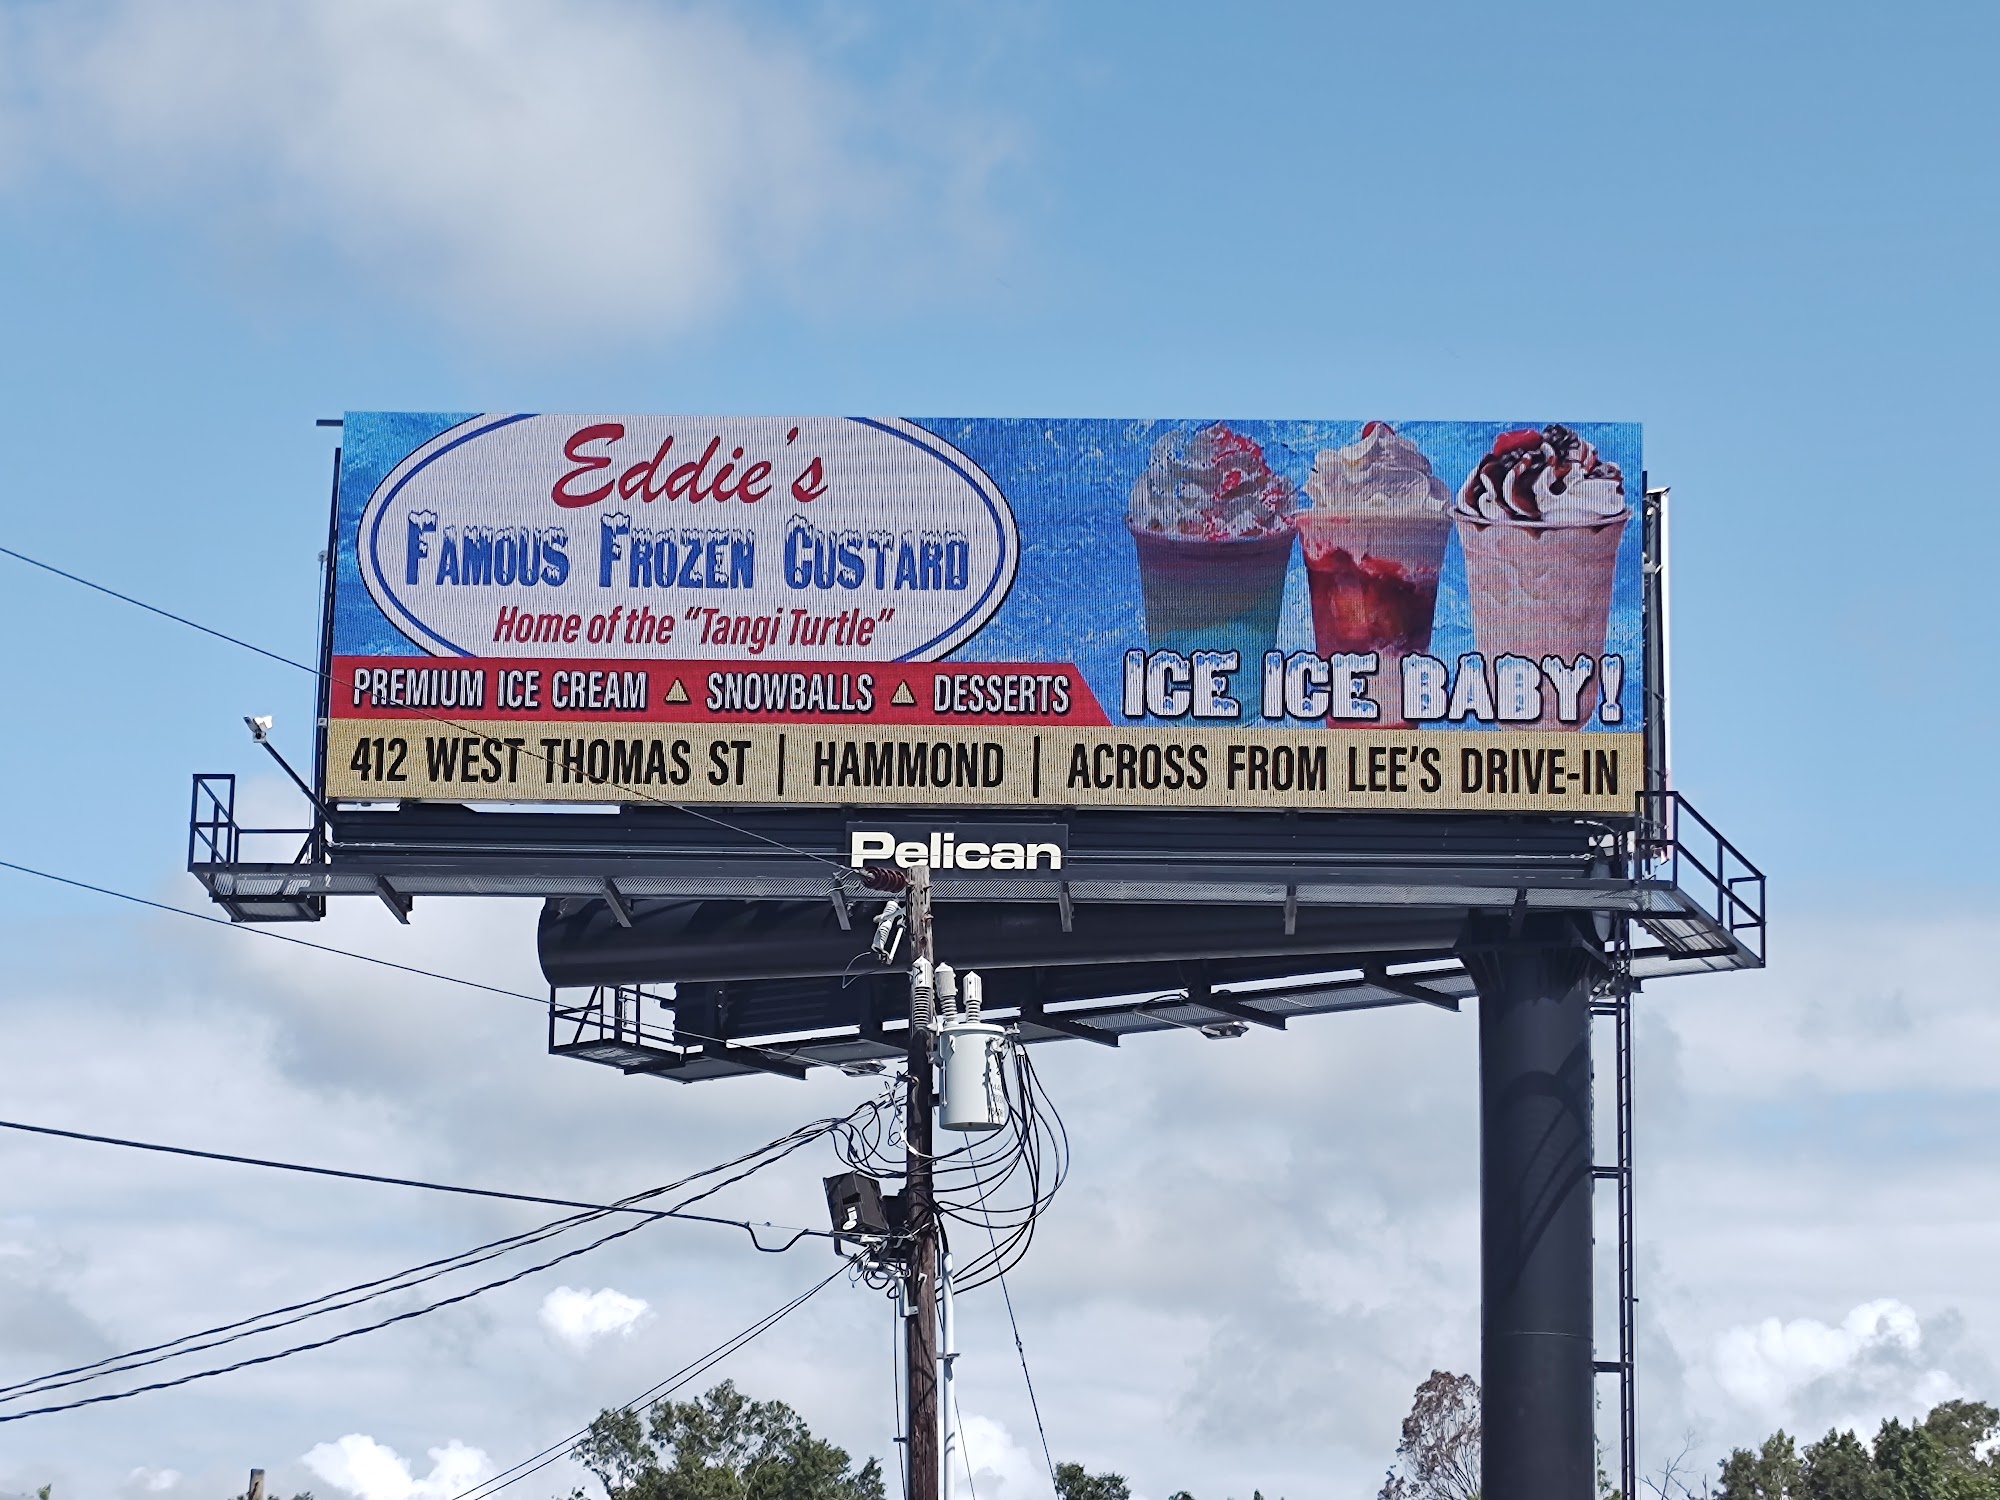 Eddie's
FAMOUS FROZEN CUSTARD
Home of the "Tangi Turtle"
PREMIUM ICE CREAM SNOWBALLS DESSERTS
ICE ICE BABY!
412 WEST THOMAS ST | HAMMOND | ACROSS FROM LEE'S DRIVE-IN
Pelican